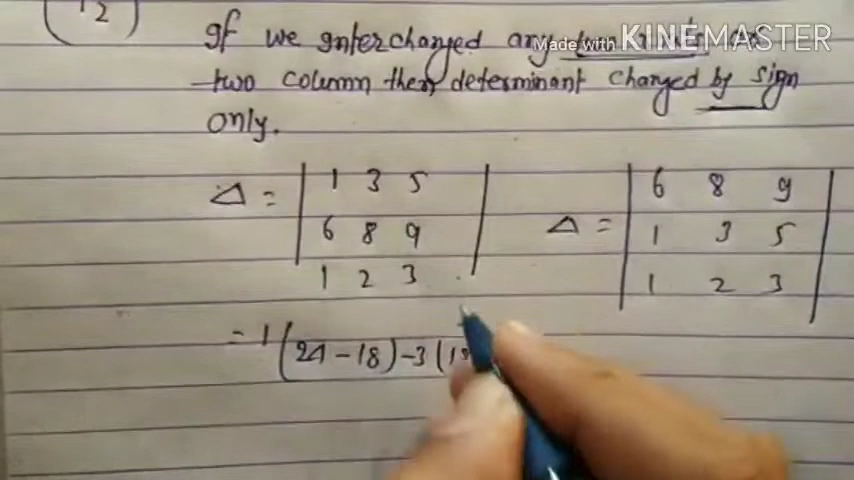 12
If we interchanged any
Made with KINEMASTER
two column then determinant changed by sign
only.
Δ = | 1 3 5 |
| 6 8 9 |
| 1 2 3 |
Δ = | 6 8 9 |
| 1 3 5 |
| 1 2 3 |
= 1 (24 - 18) - 3 (18